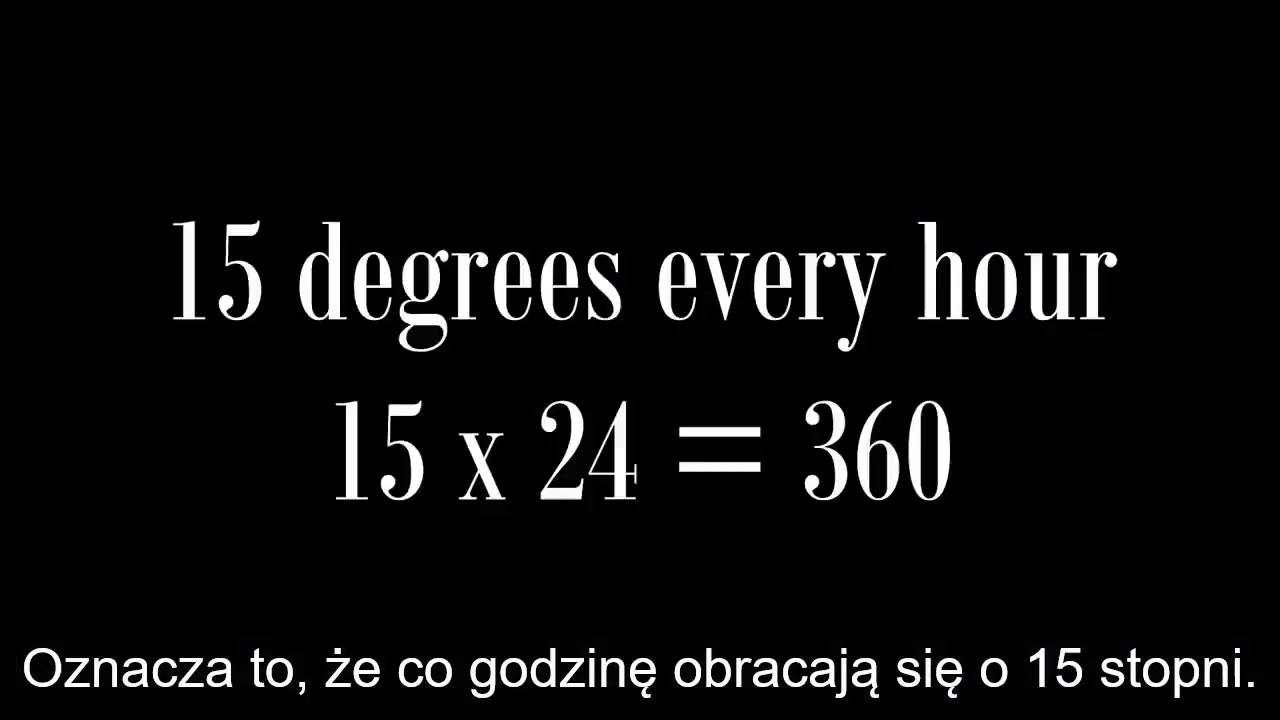 15 degrees every hour
15 x 24 = 360
Oznacza to, że co godzinę obracają się o 15 stopni.